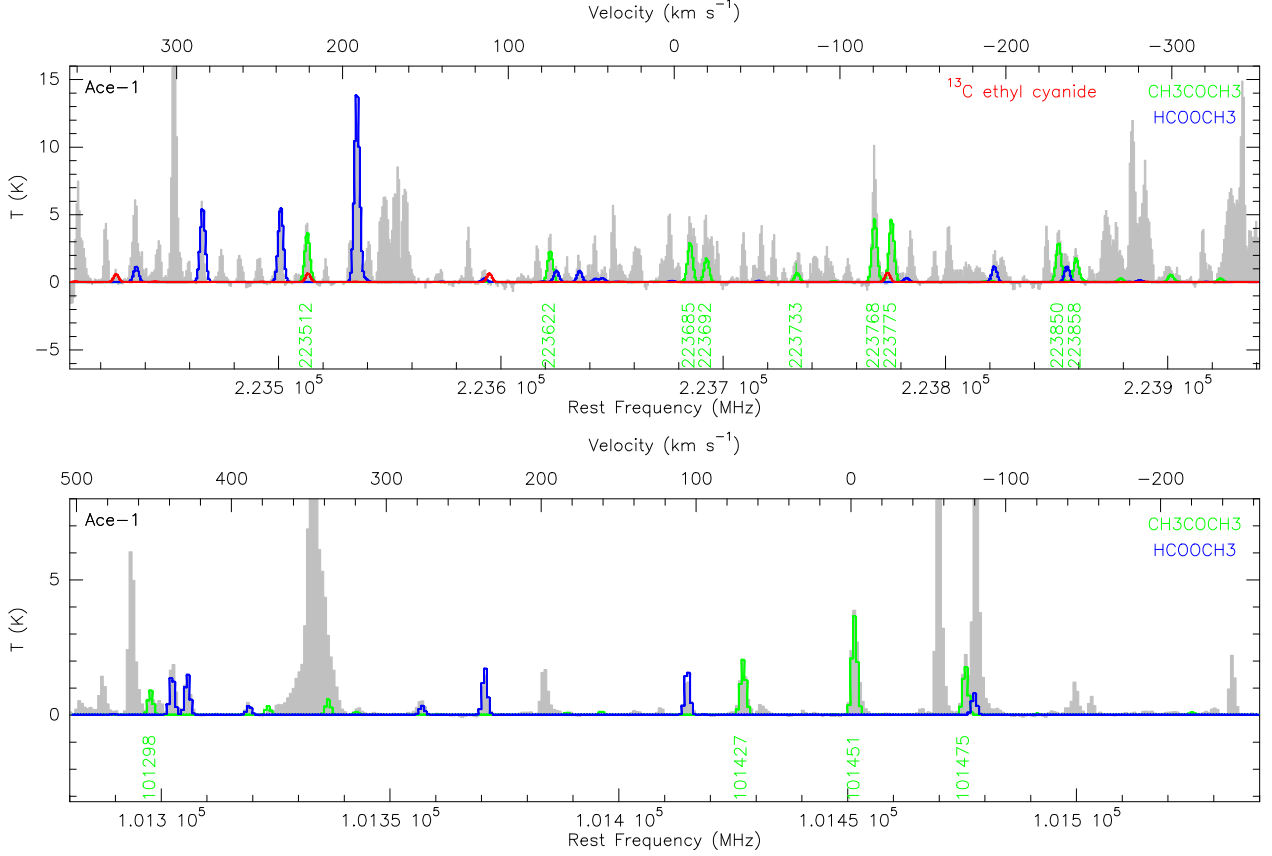 Velocity (km s⁻¹)
300 200 100 0 −100 −200 −300
Ace−1
¹³C ethyl cyanide
CH3COCH3
HCOOCH3
15
10
5
0
−5
T (K)
223512 223622 223685 223692 223733 223768 223775 223850 223858
2.235 10⁵ 2.236 10⁵ 2.237 10⁵ 2.238 10⁵ 2.239 10⁵
Rest Frequency (MHz)
Velocity (km s⁻¹)
500 400 300 200 100 0 −100 −200
Ace−1
CH3COCH3
HCOOCH3
5
0
T (K)
101298 101427 101451 101475
1.013 10⁵ 1.0135 10⁵ 1.014 10⁵ 1.0145 10⁵ 1.015 10⁵
Rest Frequency (MHz)